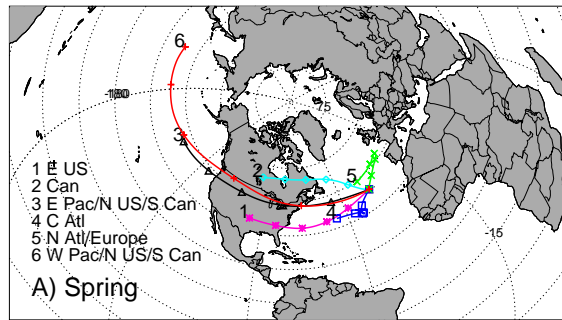 6
-180
75
3
2
5
1
4
-15
1 E US
2 Can
3 E Pac/N US/S Can
4 C Atl
5 N Atl/Europe
6 W Pac/N US/S Can
A) Spring